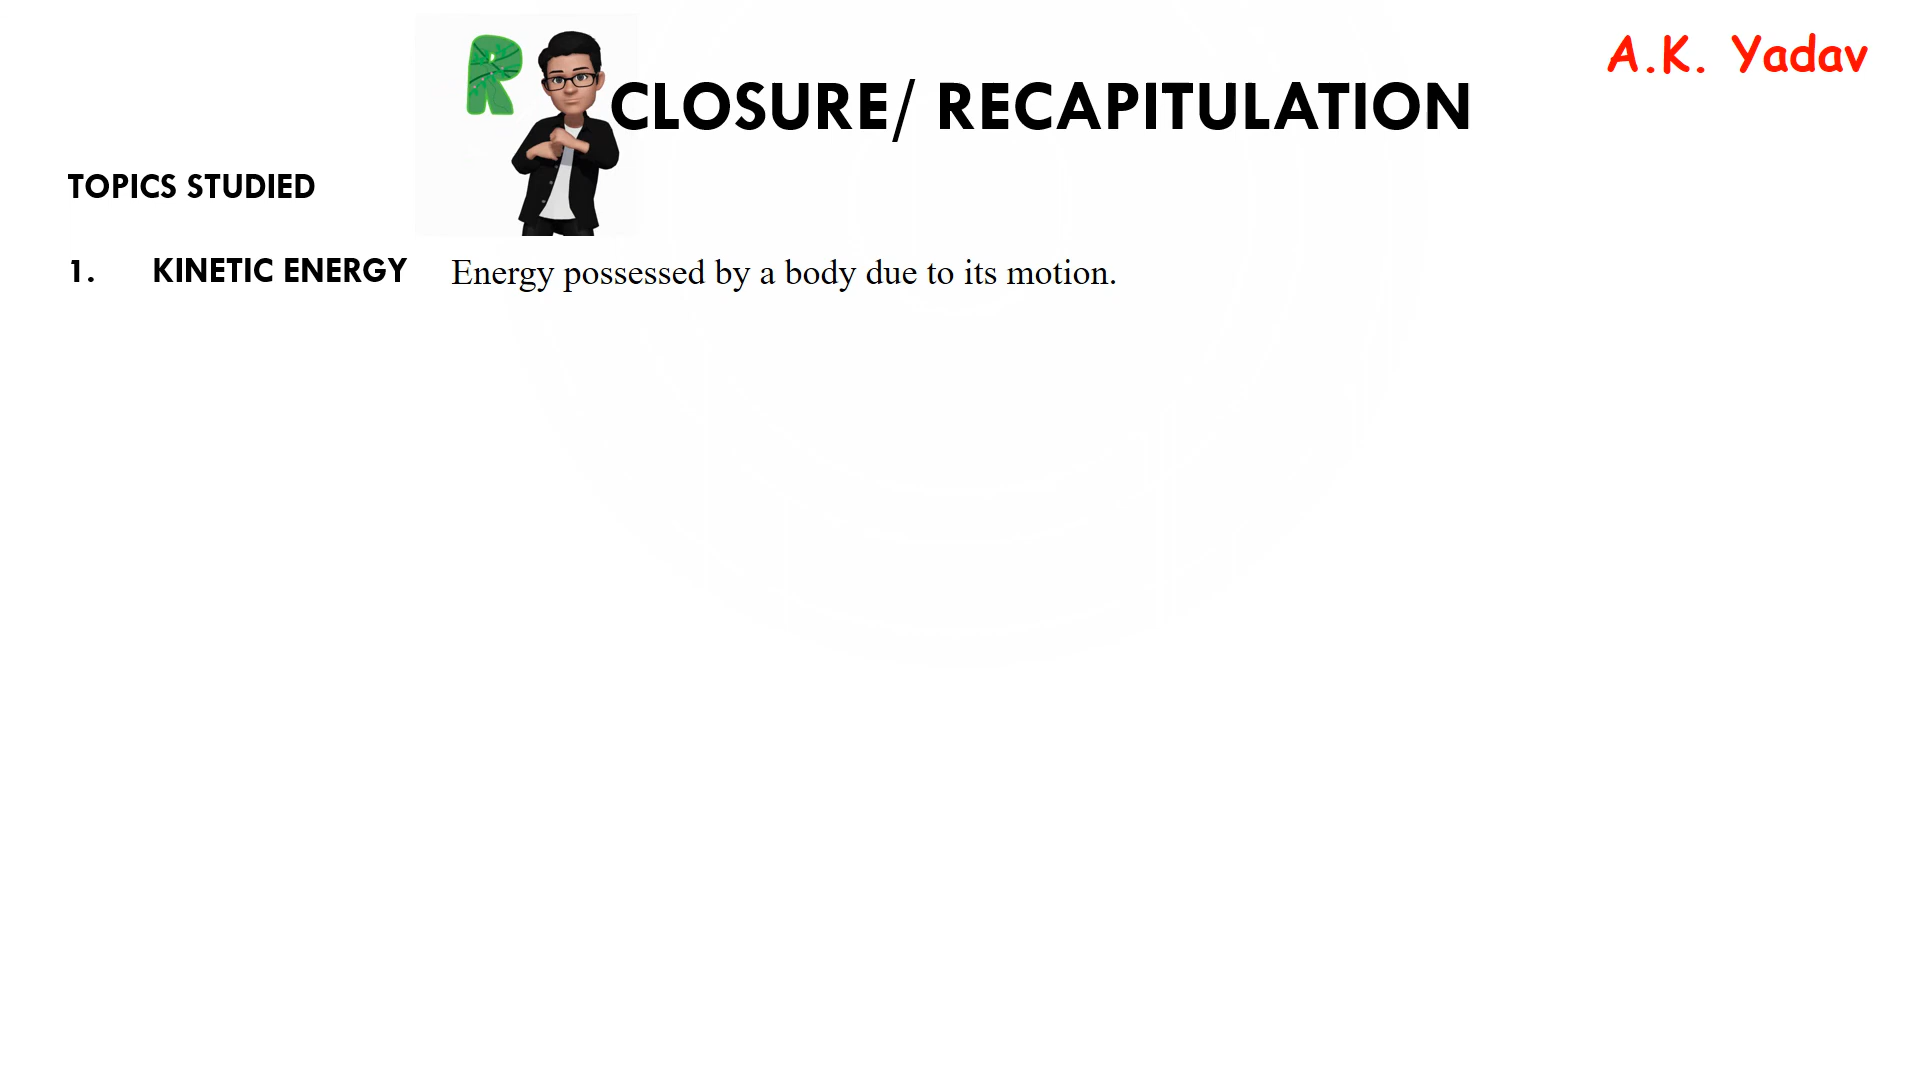 A.K. Yadav
R
CLOSURE/ RECAPITULATION
TOPICS STUDIED
1. KINETIC ENERGY Energy possessed by a body due to its motion.